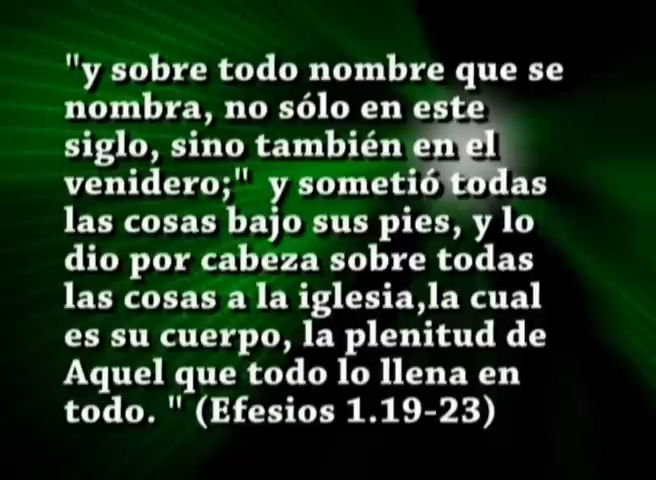 "y sobre todo nombre que se
nombra, no sólo en este
siglo, sino también en el
venidero;" y sometió todas
las cosas bajo sus pies, y lo
dio por cabeza sobre todas
las cosas a la iglesia,la cual
es su cuerpo, la plenitud de
Aquel que todo lo llena en
todo. " (Efesios 1.19-23)